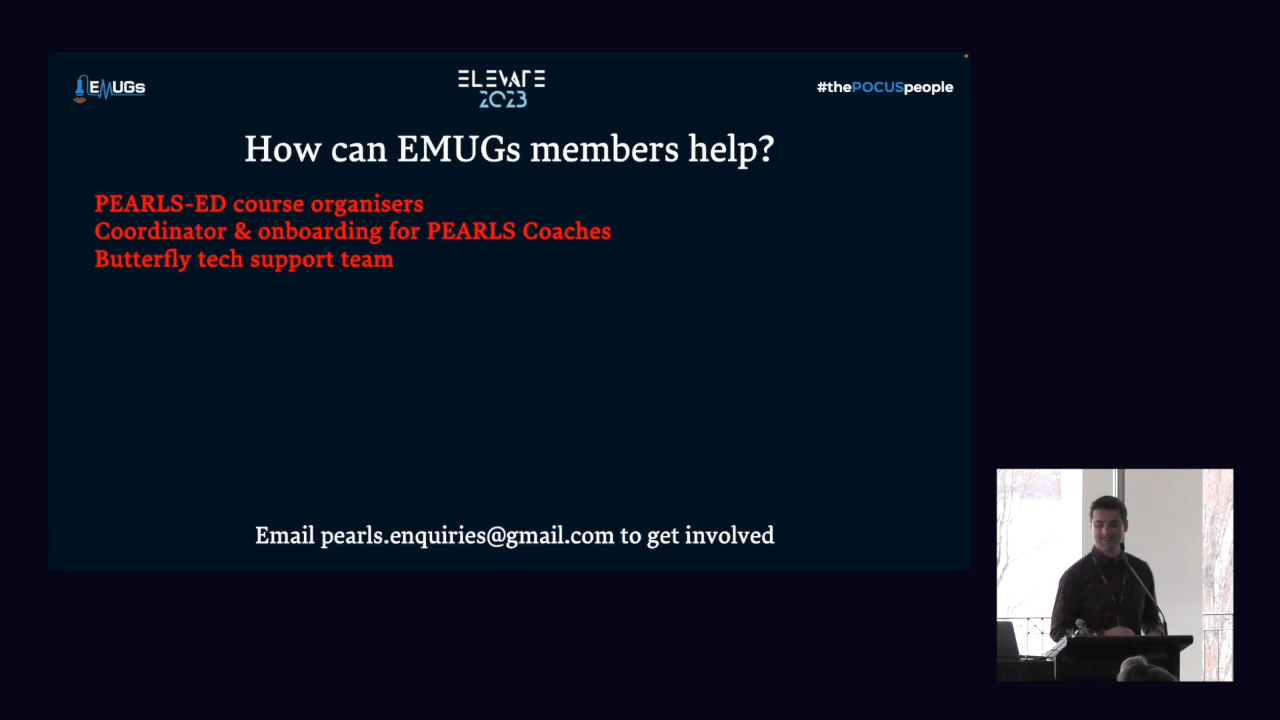 EMUGs
ELEVATE
2023
#thePOCUSpeople
How can EMUGs members help?
PEARLS-ED course organisers
Coordinator & onboarding for PEARLS Coaches
Butterfly tech support team
Email pearls.enquiries@gmail.com to get involved